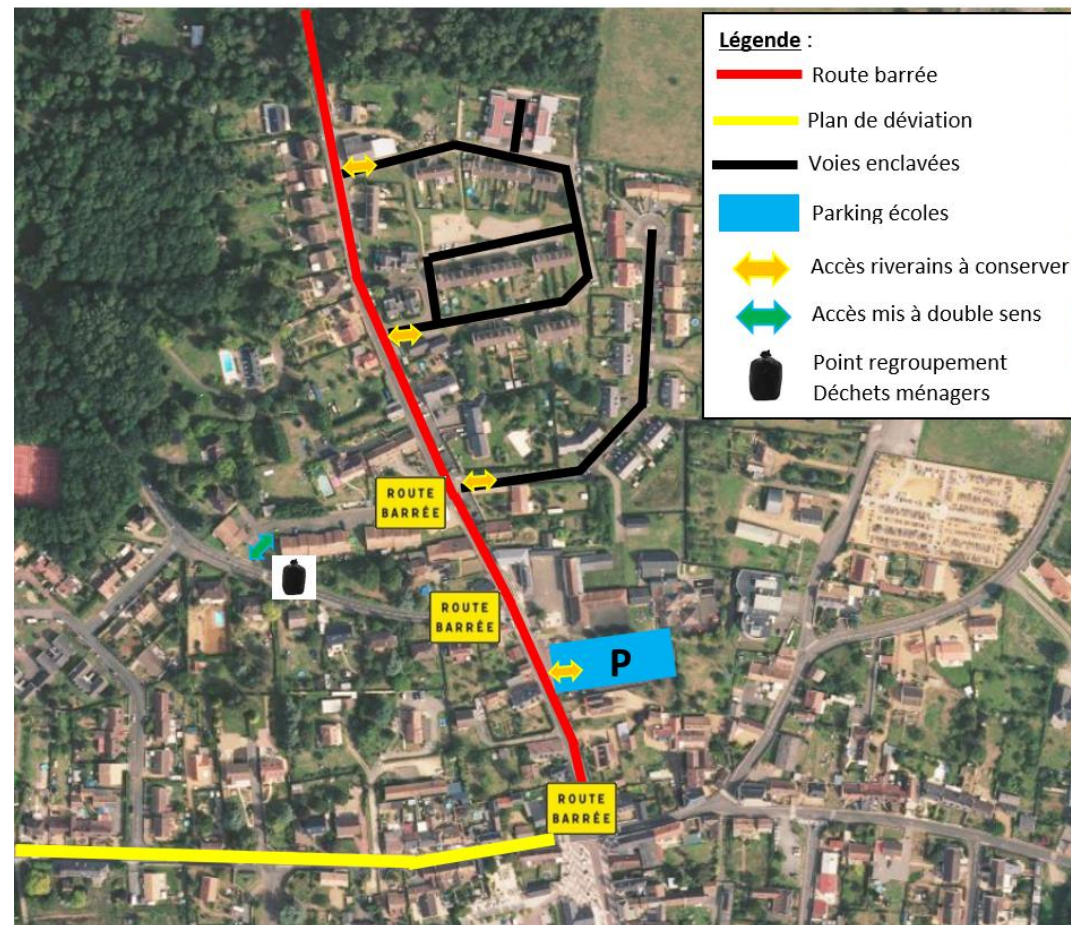 Légende :
Route barrée
Plan de déviation
Voies enclavées
Parking écoles
Accès riverains à conserver
Accès mis à double sens
Point regroupement
Déchets ménagers
ROUTE
BARRÉE
ROUTE
BARRÉE
P
ROUTE
BARRÉE